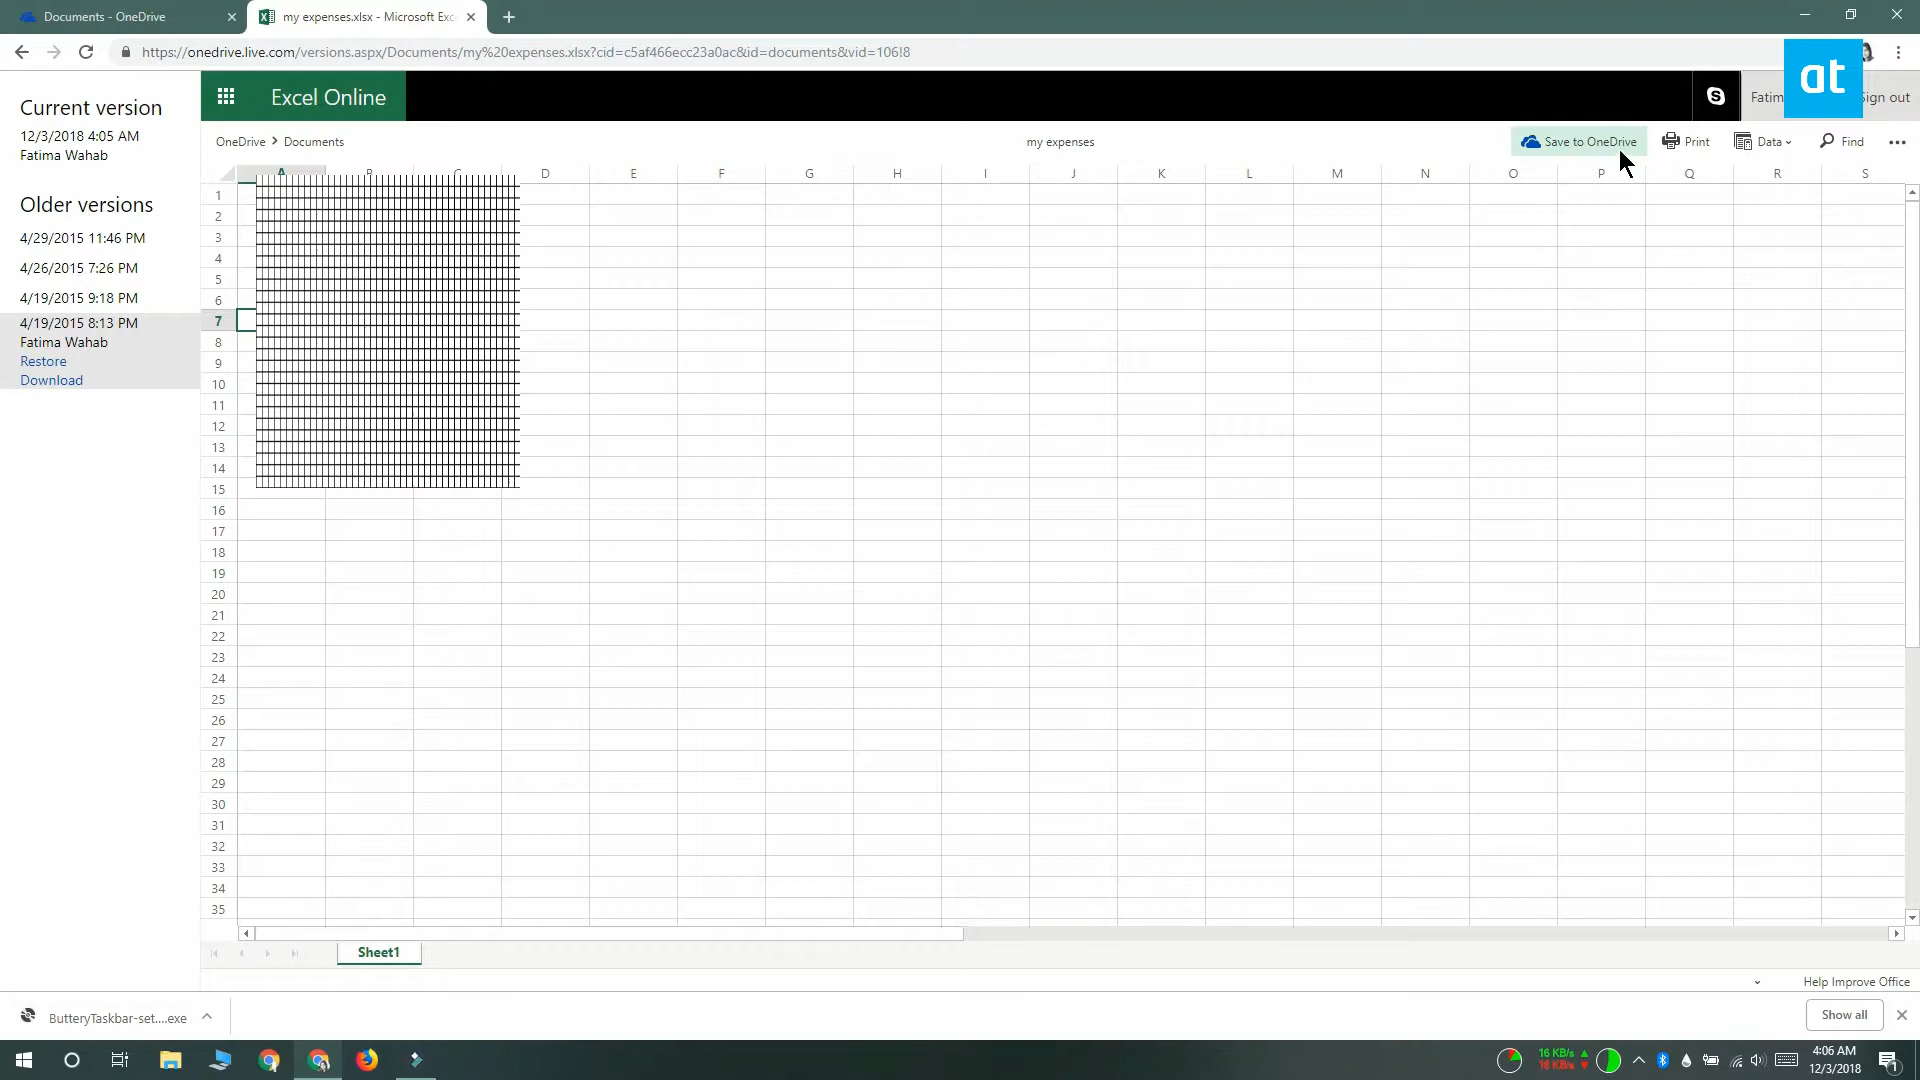 Documents - OneDrive
my expenses.xlsx - Microsoft Exc
https://onedrive.live.com/versions.aspx/Documents/my%20expenses.xlsx?cid=c5af466ecc23a0ac&id=documents&vid=106!8
at
Current version
12/3/2018 4:05 AM
Fatima Wahab
Older versions
4/29/2015 11:46 PM
4/26/2015 7:26 PM
4/19/2015 9:18 PM
4/19/2015 8:13 PM
Fatima Wahab
Restore
Download
Excel Online
Fatim
Sign out
OneDrive > Documents
my expenses
Save to OneDrive
Print
Data
Find
A B C D E F G H I J K L M N O P Q R S
1
2
3
4
5
6
7
8
9
10
11
12
13
14
15
16
17
18
19
20
21
22
23
24
25
26
27
28
29
30
31
32
33
34
35
Sheet1
Help Improve Office
ButteryTaskbar-set....exe
Show all
16 KB/s
16 KB/s
4:06 AM
12/3/2018
1